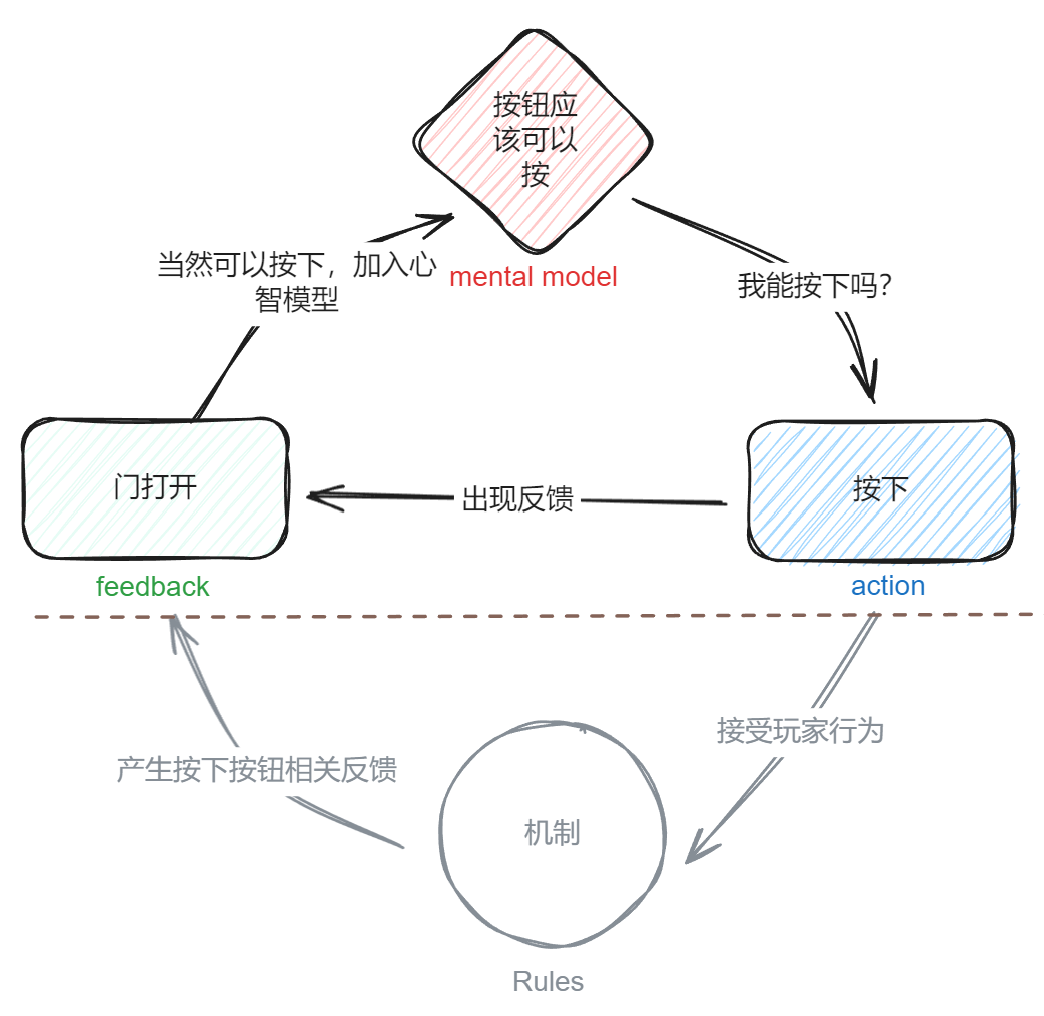 按钮应
该可以
按
mental model
当然可以按下，加入心
智模型
我能按下吗?
门打开
出现反馈
按下
feedback
action
接受玩家行为
产生按下按钮相关反馈
机制
Rules